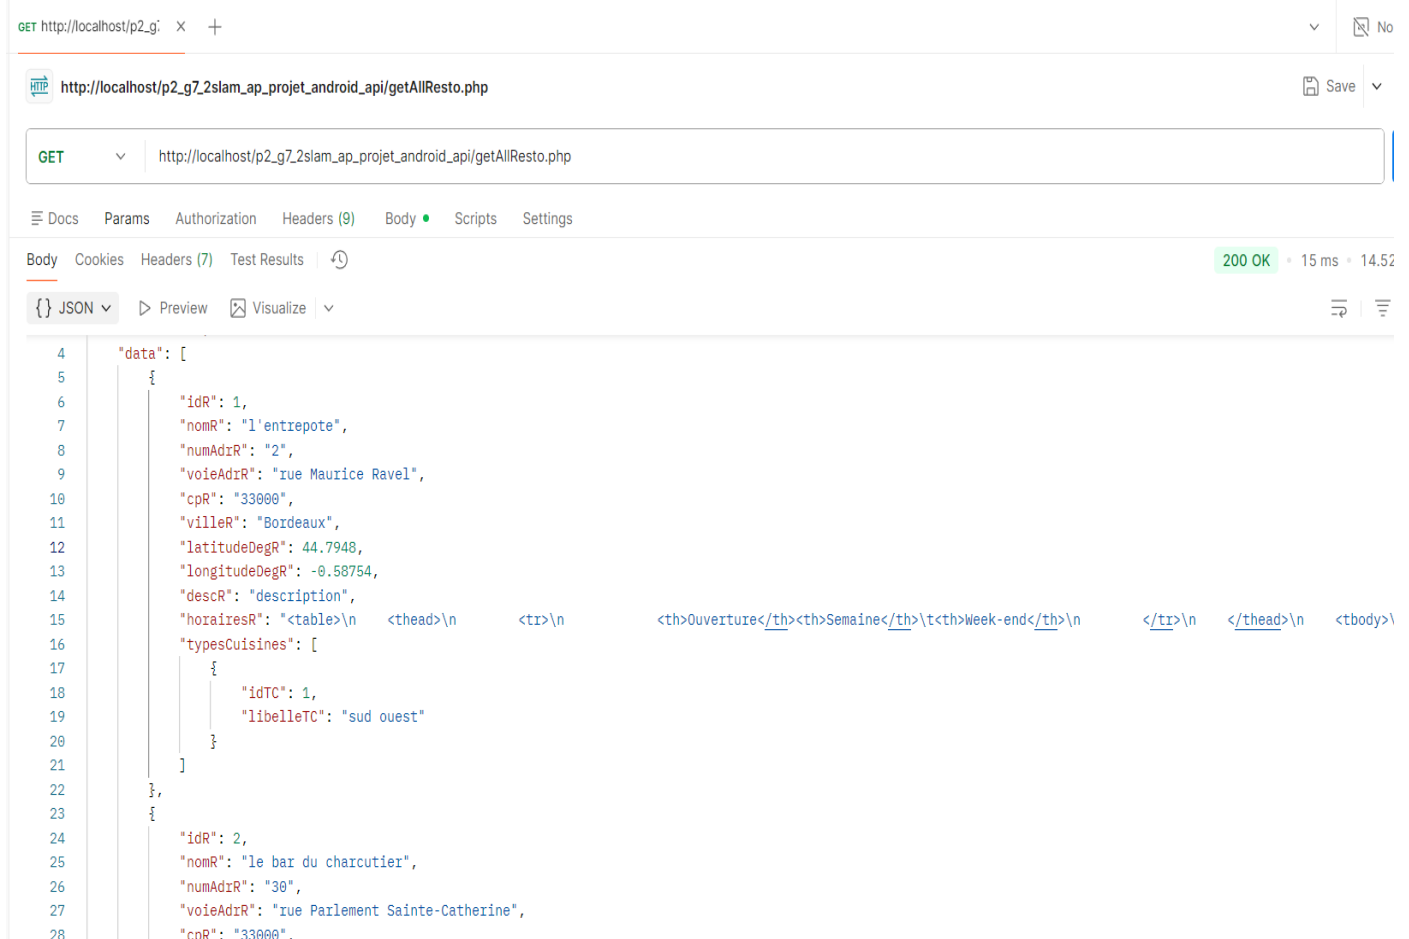 GET http://localhost/p2_g7 × +
No
HTTP http://localhost/p2_g7_2slam_ap_projet_android_api/getAllResto.php Save
GET http://localhost/p2_g7_2slam_ap_projet_android_api/getAllResto.php
Docs Params Authorization Headers (9) Body Scripts Settings
Body Cookies Headers (7) Test Results 200 OK • 15 ms • 14.52
{} JSON Preview Visualize
4 "data": [
5 {
6 "idR": 1,
7 "nomR": "l'entrepote",
8 "numAdrR": "2",
9 "voieAdrR": "rue Maurice Ravel",
10 "cpR": "33000",
11 "villeR": "Bordeaux",
12 "latitudeDegR": 44.7948,
13 "longitudeDegR": -0.58754,
14 "descR": "description",
15 "horairesR": "<table>\n    <thead>\n        <tr>\n            <th>Ouverture</th><th>Semaine</th>\t<th>Week-end</th>\n        </tr>\n    </thead>\n    <tbody>\
16 "typesCuisines": [
17 {
18 "idTC": 1,
19 "libelleTC": "sud ouest"
20 }
21 ]
22 },
23 {
24 "idR": 2,
25 "nomR": "le bar du charcutier",
26 "numAdrR": "30",
27 "voieAdrR": "rue Parlement Sainte-Catherine",
28 "cpR": "33000",